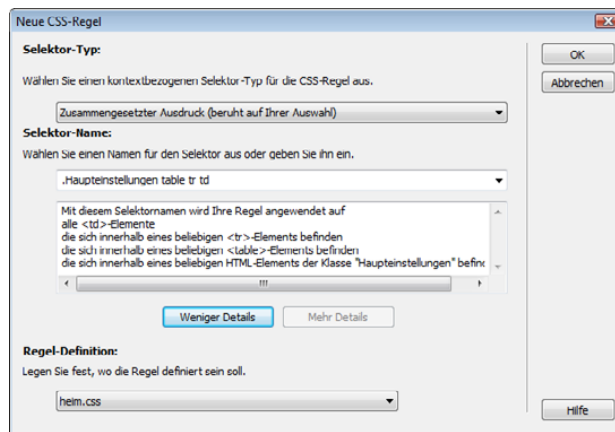 Neue CSS-Regel
Selektor-Typ:
OK
Wählen Sie einen kontextbezogenen Selektor-Typ für die CSS-Regel aus.
Abbrechen
Zusammengesetzter Ausdruck (beruht auf Ihrer Auswahl)
Selektor-Name:
Wählen Sie einen Namen für den Selektor aus oder geben Sie ihn ein.
.Haupteinstellungen table tr td
Mit diesem Selektornamen wird Ihre Regel angewendet auf
alle <td>-Elemente
die sich innerhalb eines beliebigen <tr>-Elements befinden
die sich innerhalb eines beliebigen <table>-Elements befinden
die sich innerhalb eines beliebigen HTML-Elements der Klasse "Haupteinstellungen" befind
Weniger Details
Mehr Details
Regel-Definition:
Legen Sie fest, wo die Regel definiert sein soll.
heim.css
Hilfe